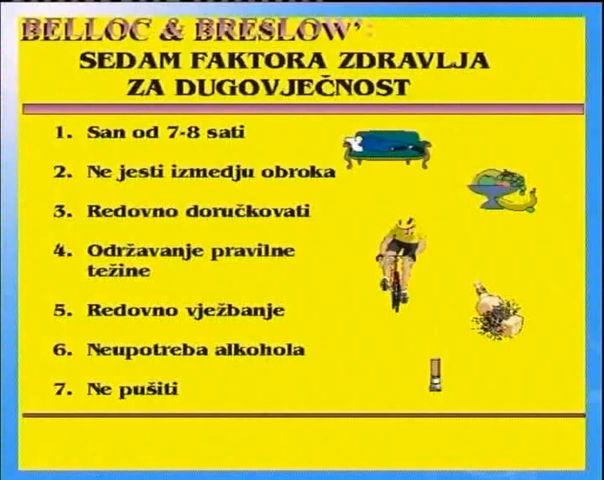 BELLOC & BRESLOW':
SEDAM FAKTORA ZDRAVLJA
ZA DUGOVJEČNOST
1. San od 7-8 sati
2. Ne jesti izmedju obroka
3. Redovno doručkovati
4. Održavanje pravilne
težine
5. Redovno vježbanje
6. Neupotreba alkohola
7. Ne pušiti